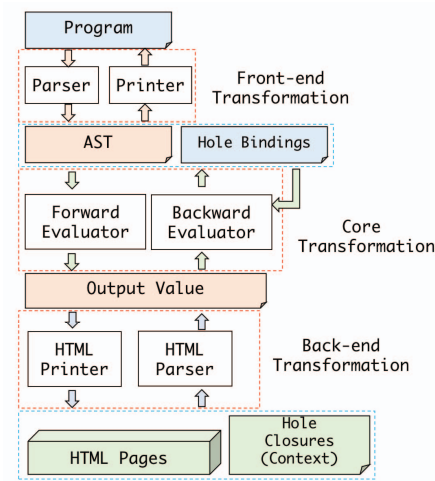 Program
Parser
Printer
Front-end
Transformation
AST
Hole Bindings
Forward
Evaluator
Backward
Evaluator
Core
Transformation
Output Value
HTML
Printer
HTML
Parser
Back-end
Transformation
HTML Pages
Hole
Closures
(Context)